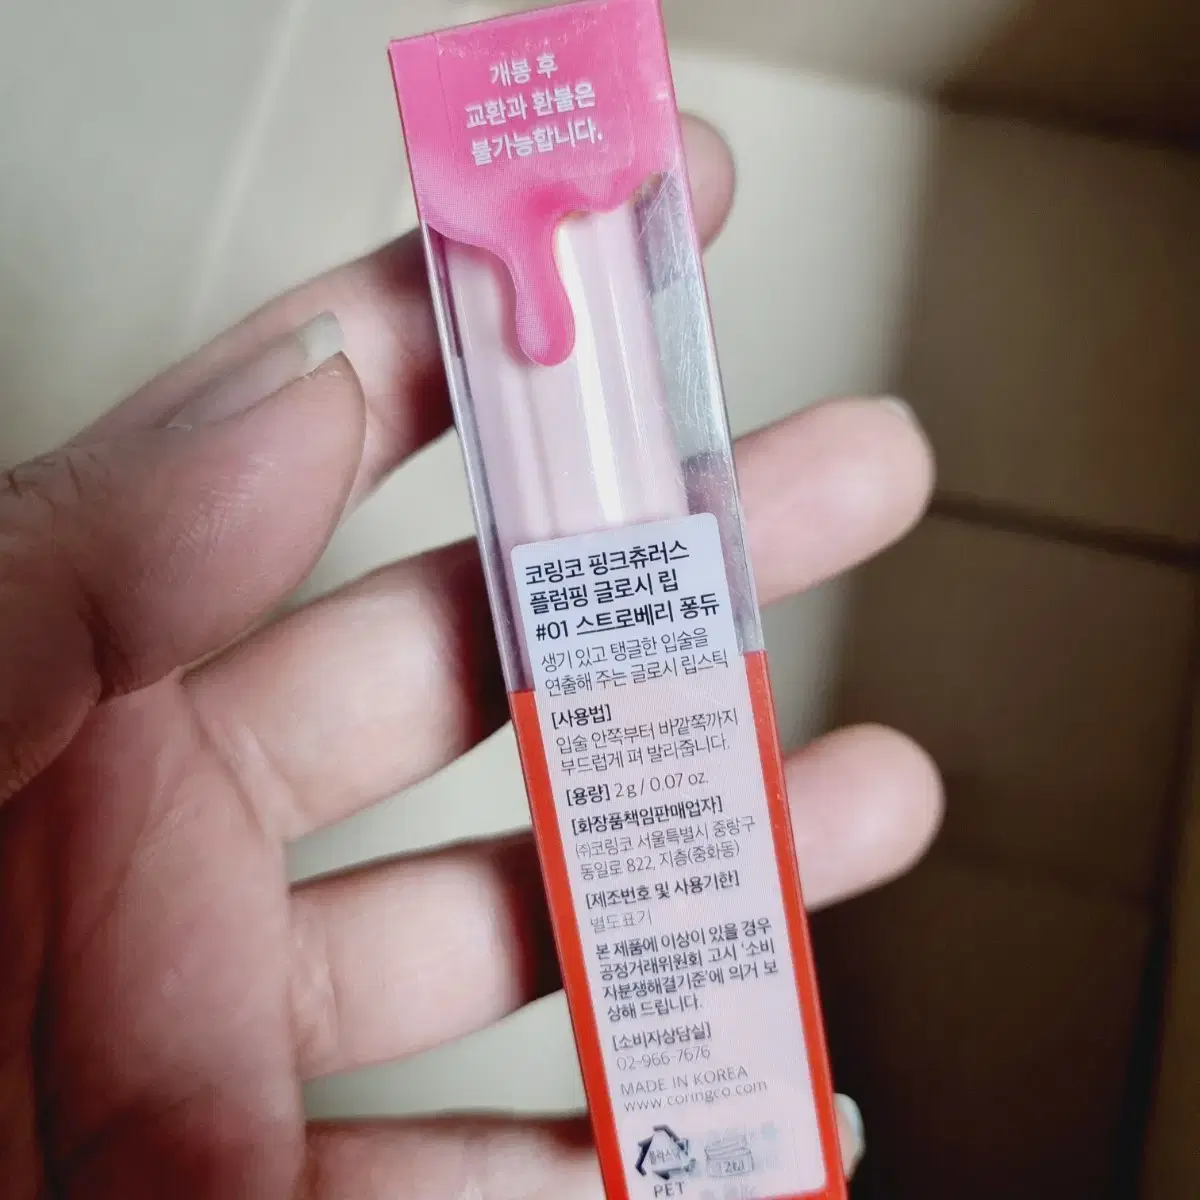 개봉 후
교환과 환불은
불가능합니다.
코링코 핑크츄러스
플럼핑 글로시 립
#01 스트로베리 퐁듀
생기 있고 탱글한 입술을
연출해 주는 글로시 립스틱
[사용법]
입술 안쪽부터 바깥쪽까지
부드럽게 펴 발라줍니다.
[용량] 2 g / 0.07 oz.
[화장품책임판매업자]
㈜코링코 서울특별시 중랑구
동일로 822, 지층(중화동)
[제조번호 및 사용기한]
별도표기
본 제품에 이상이 있을 경우
공정거래위원회 고시 '소비
자분쟁해결기준'에 의거 보
상해 드립니다.
[소비자상담실]
02-966-7676
MADE IN KOREA
www.coringco.com
PET